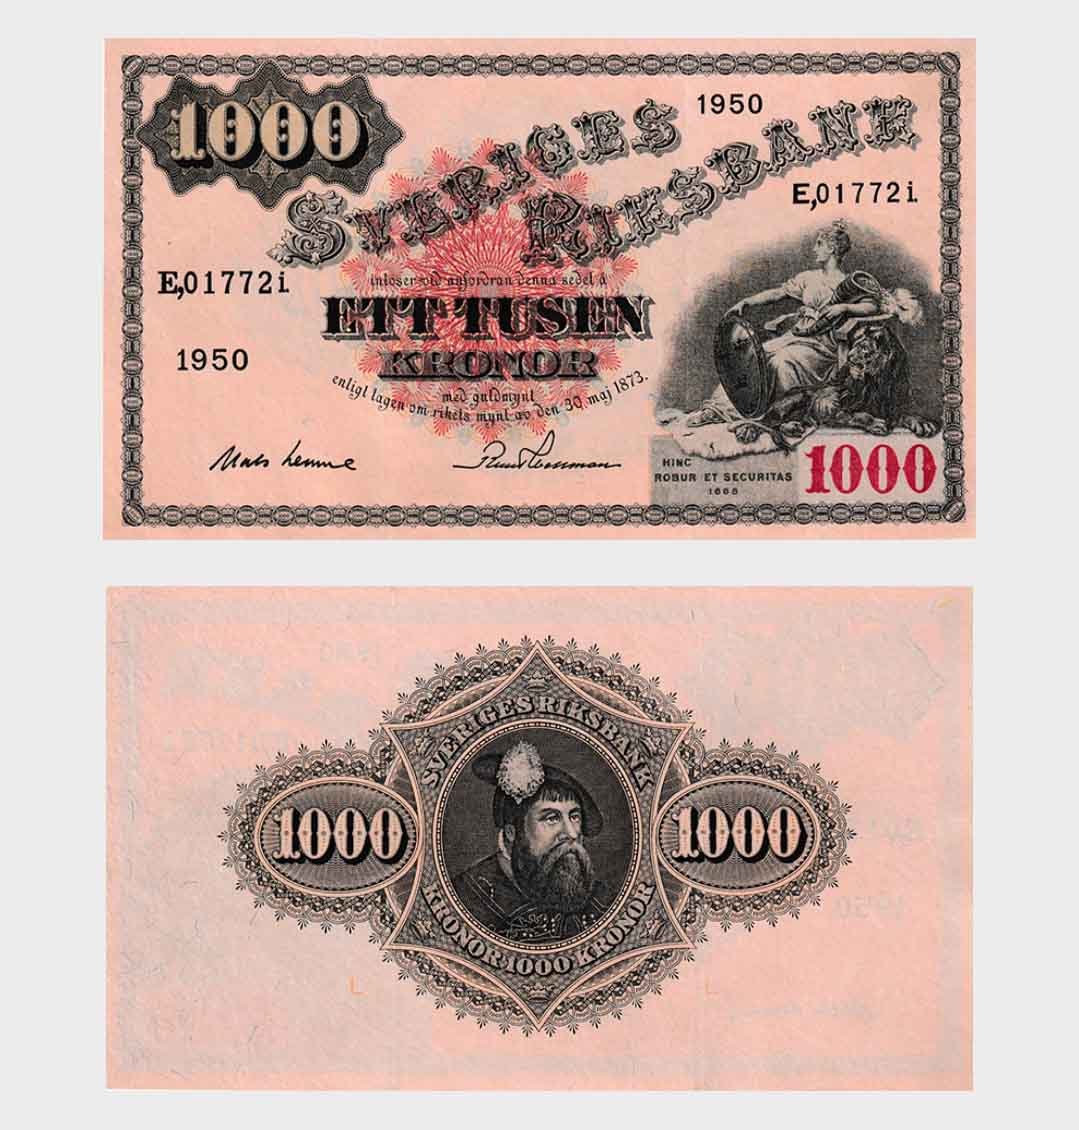 1000
SVERIGES
1950
RIKSBANK
E,01772i.
inlöser vid anfordran denna sedel å
E,01772i.
ETT TUSEN
1950
KRONOR
med guldmynt
enligt lagen om rikets mynt av den 30 maj 1873.
HINC
ROBUR ET SECURITAS
1668
1000
SVERIGES RIKSBANK
1000
1000
KRONOR 1000 KRONOR
L
L